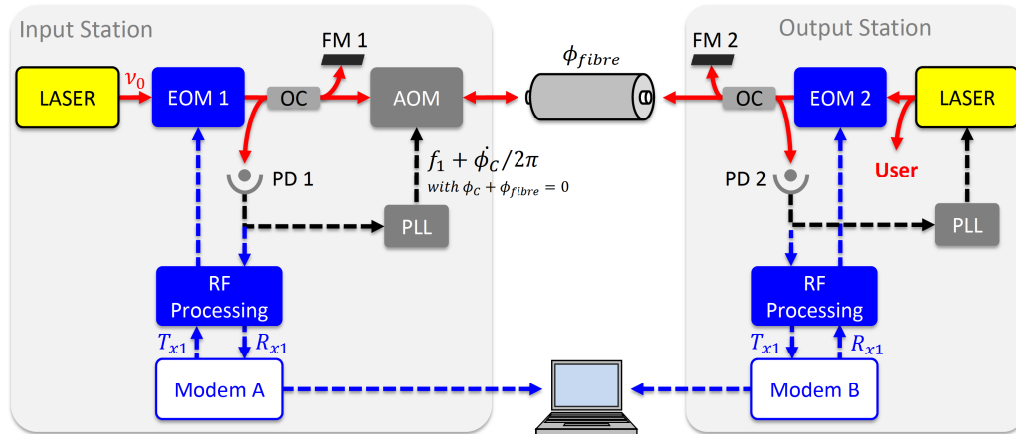 Input Station
FM 1
ϕ_fibre
FM 2
Output Station
LASER
ν₀
EOM 1
OC
AOM
OC
EOM 2
LASER
PD 1
f₁ + ϕ̇_C/2π
with ϕ_C + ϕ_fibre = 0
PD 2
User
PLL
PLL
RF
Processing
RF
Processing
T_x1
R_x1
T_x1
R_x1
Modem A
Modem B